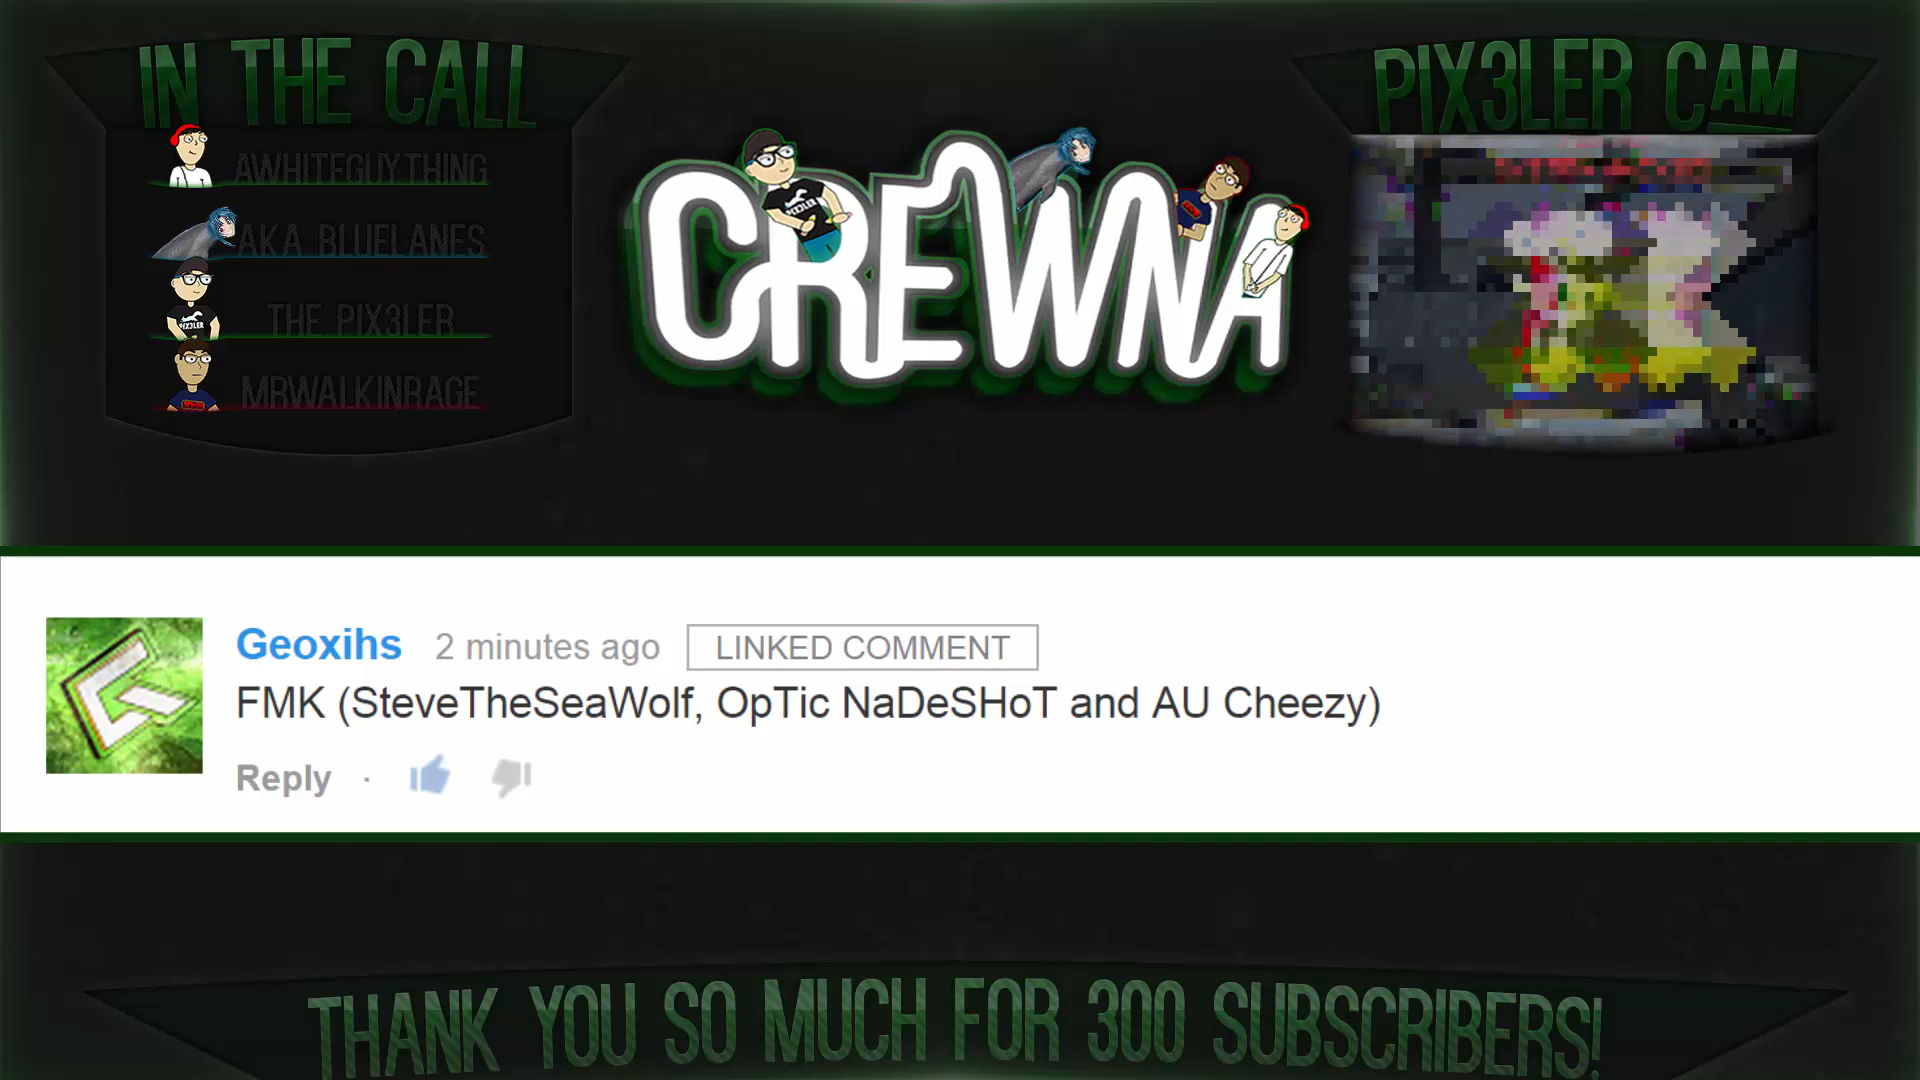 IN THE CALL
AWHITEGUYTHING
AKA BLUELANES
THE PIX3LER
MRWALKINRAGE
CREWNA
PIX3LER
PIX3LER CAM
Geoxihs 2 minutes ago LINKED COMMENT
FMK (SteveTheSeaWolf, OpTic NaDeSHoT and AU Cheezy)
Reply ·
THANK YOU SO MUCH FOR 300 SUBSCRIBERS!